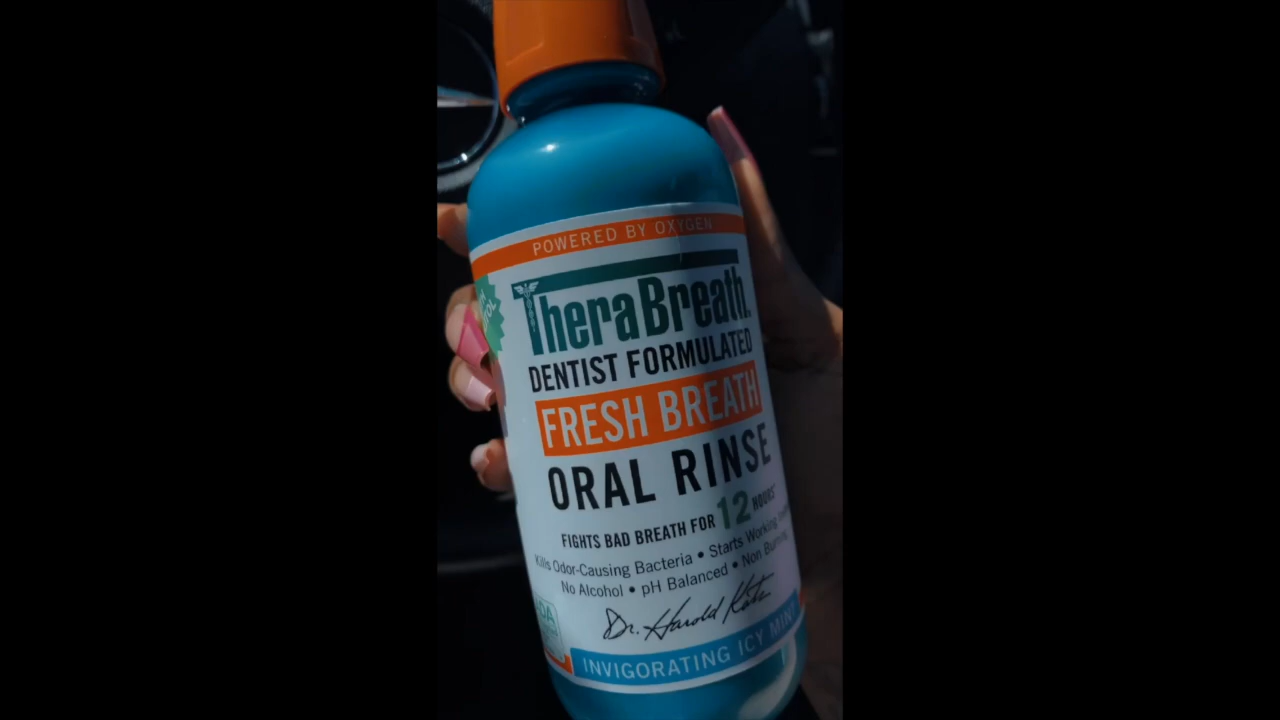 POWERED BY OXYGEN
TheraBreath
DENTIST FORMULATED
FRESH BREATH
ORAL RINSE
FIGHTS BAD BREATH FOR 12 HOURS*
Kills Odor-Causing Bacteria • Starts Working
No Alcohol • pH Balanced • Non
Dr. Harold Katz
INVIGORATING ICY MINT